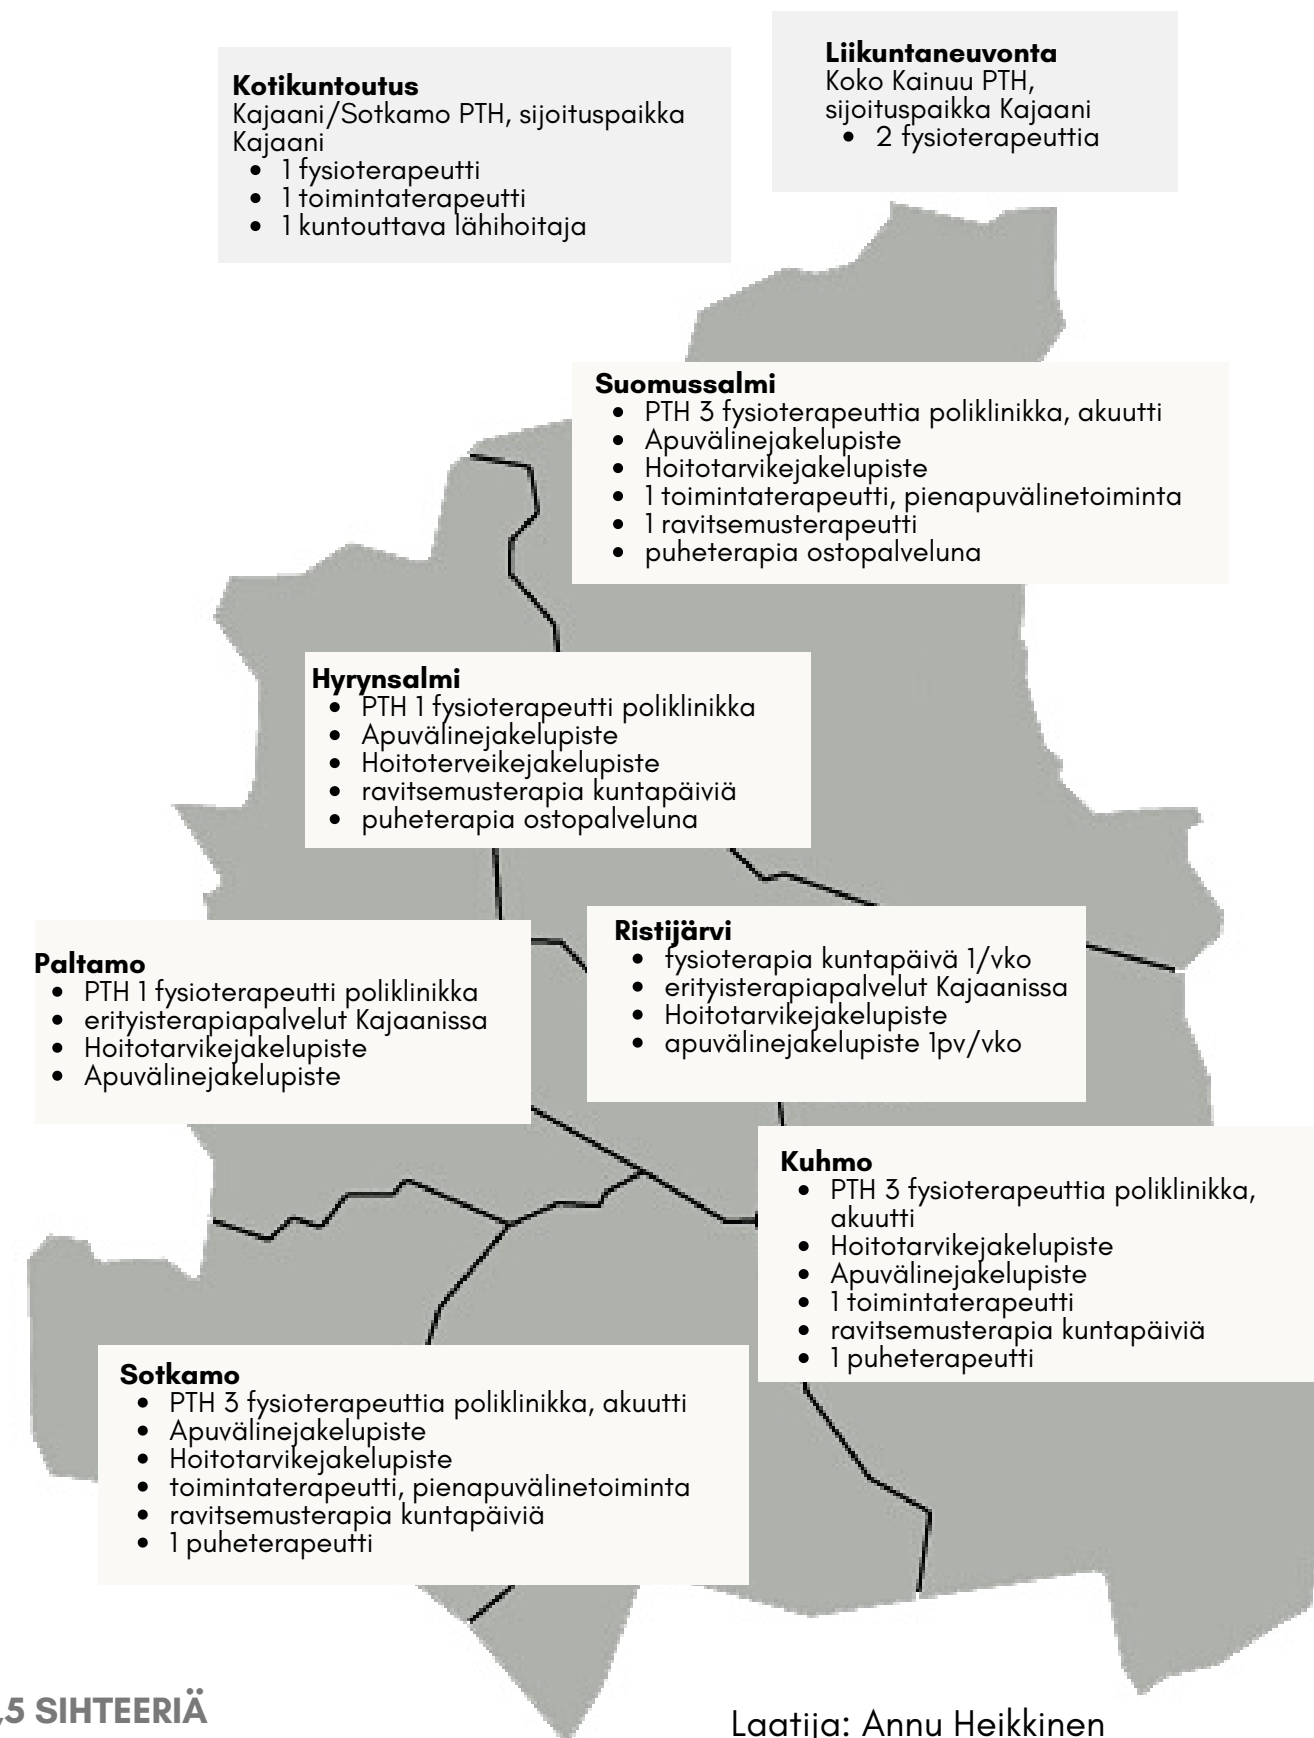 Kotikuntoutus
Kajaani/Sotkamo PTH, sijoituspaikka
Kajaani
• 1 fysioterapeutti
• 1 toimintaterapeutti
• 1 kuntouttava lähihoitaja
Liikuntaneuvonta
Koko Kainuu PTH,
sijoituspaikka Kajaani
• 2 fysioterapeuttia
Suomussalmi
• PTH 3 fysioterapeuttia poliklinikka, akuutti
• Apuvälinejakelupiste
• Hoitotarvikejakelupiste
• 1 toimintaterapeutti, pienapuvälinetoiminta
• 1 ravitsemusterapeutti
• puheterapia ostopalveluna
Hyrynsalmi
• PTH 1 fysioterapeutti poliklinikka
• Apuvälinejakelupiste
• Hoitoterveikejakelupiste
• ravitsemusterapia kuntapäiviä
• puheterapia ostopalveluna
Paltamo
• PTH 1 fysioterapeutti poliklinikka
• erityisterapiapalvelut Kajaanissa
• Hoitotarvikejakelupiste
• Apuvälinejakelupiste
Ristijärvi
• fysioterapia kuntapäivä 1/vko
• erityisterapiapalvelut Kajaanissa
• Hoitotarvikejakelupiste
• apuvälinejakelupiste 1pv/vko
Kuhmo
• PTH 3 fysioterapeuttia poliklinikka,
akuutti
• Hoitotarvikejakelupiste
• Apuvälinejakelupiste
• 1 toimintaterapeutti
• ravitsemusterapia kuntapäiviä
• 1 puheterapeutti
Sotkamo
• PTH 3 fysioterapeuttia poliklinikka, akuutti
• Apuvälinejakelupiste
• Hoitotarvikejakelupiste
• toimintaterapeutti, pienapuvälinetoiminta
• ravitsemusterapia kuntapäiviä
• 1 puheterapeutti
,5 SIHTEERIÄ
Laatija: Annu Heikkinen